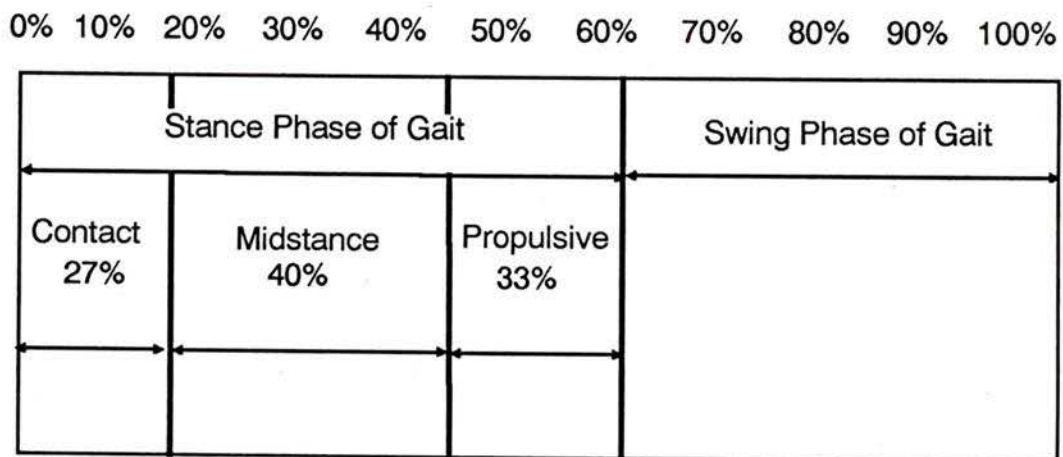 0% 10% 20% 30% 40% 50% 60% 70% 80% 90% 100%
Stance Phase of Gait
Swing Phase of Gait
Contact
27%
Midstance
40%
Propulsive
33%